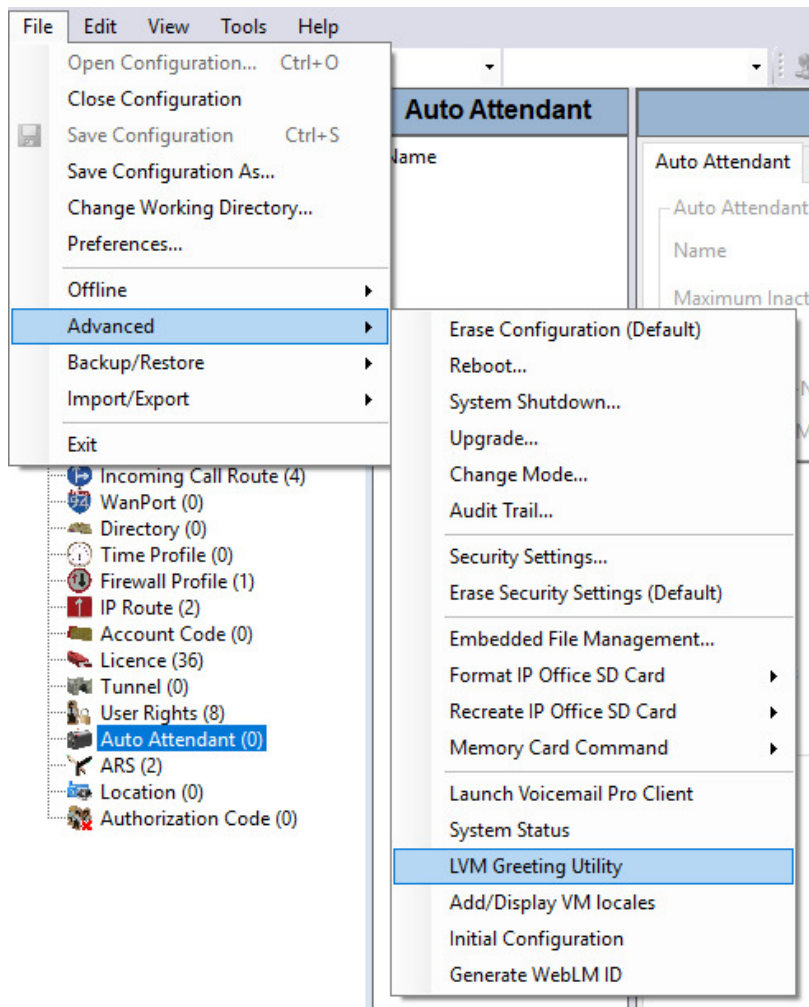 File Edit View Tools Help
Open Configuration... Ctrl+O
Close Configuration
Save Configuration Ctrl+S
Save Configuration As...
Change Working Directory...
Preferences...
Offline
Advanced
Backup/Restore
Import/Export
Exit
Auto Attendant
Name
Auto Attendant
Auto Attendant
Name
Maximum Inact
Erase Configuration (Default)
Reboot...
System Shutdown...
Upgrade...
Change Mode...
Audit Trail...
Security Settings...
Erase Security Settings (Default)
Embedded File Management...
Format IP Office SD Card
Recreate IP Office SD Card
Memory Card Command
Launch Voicemail Pro Client
System Status
LVM Greeting Utility
Add/Display VM locales
Initial Configuration
Generate WebLM ID
Incoming Call Route (4)
WanPort (0)
Directory (0)
Time Profile (0)
Firewall Profile (1)
IP Route (2)
Account Code (0)
Licence (36)
Tunnel (0)
User Rights (8)
Auto Attendant (0)
ARS (2)
Location (0)
Authorization Code (0)